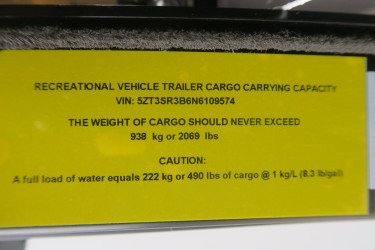 RECREATIONAL VEHICLE TRAILER CARGO CARRYING CAPACITY
VIN: 5ZT3SR3B6N6109574
THE WEIGHT OF CARGO SHOULD NEVER EXCEED
938 kg or 2069 lbs
CAUTION:
A full load of water equals 222 kg or 490 lbs of cargo @ 1 kg/L (8.3 lb/gal)